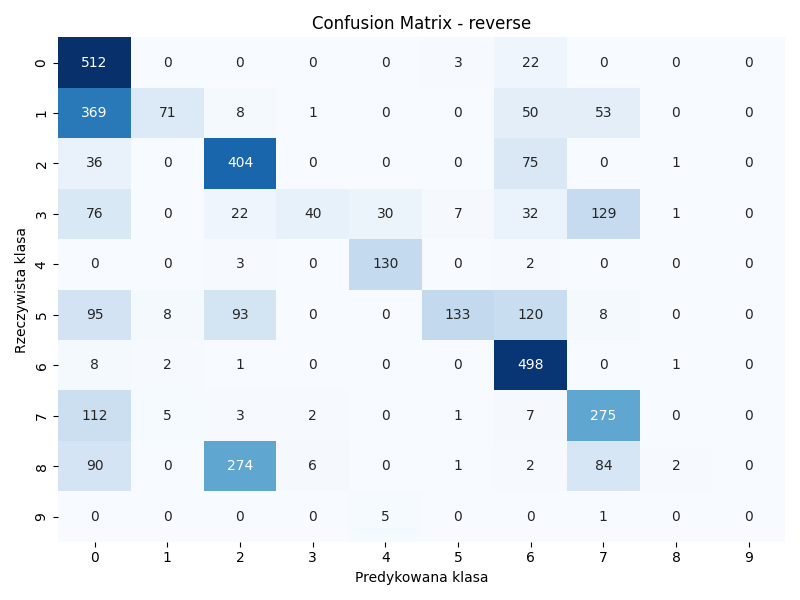 Confusion Matrix - reverse
Rzeczywista klasa
0 512 0 0 0 0 3 22 0 0 0
1 369 71 8 1 0 0 50 53 0 0
2 36 0 404 0 0 0 75 0 1 0
3 76 0 22 40 30 7 32 129 1 0
4 0 0 3 0 130 0 2 0 0 0
5 95 8 93 0 0 133 120 8 0 0
6 8 2 1 0 0 0 498 0 1 0
7 112 5 3 2 0 1 7 275 0 0
8 90 0 274 6 0 1 2 84 2 0
9 0 0 0 0 5 0 0 1 0 0
0 1 2 3 4 5 6 7 8 9
Predykowana klasa